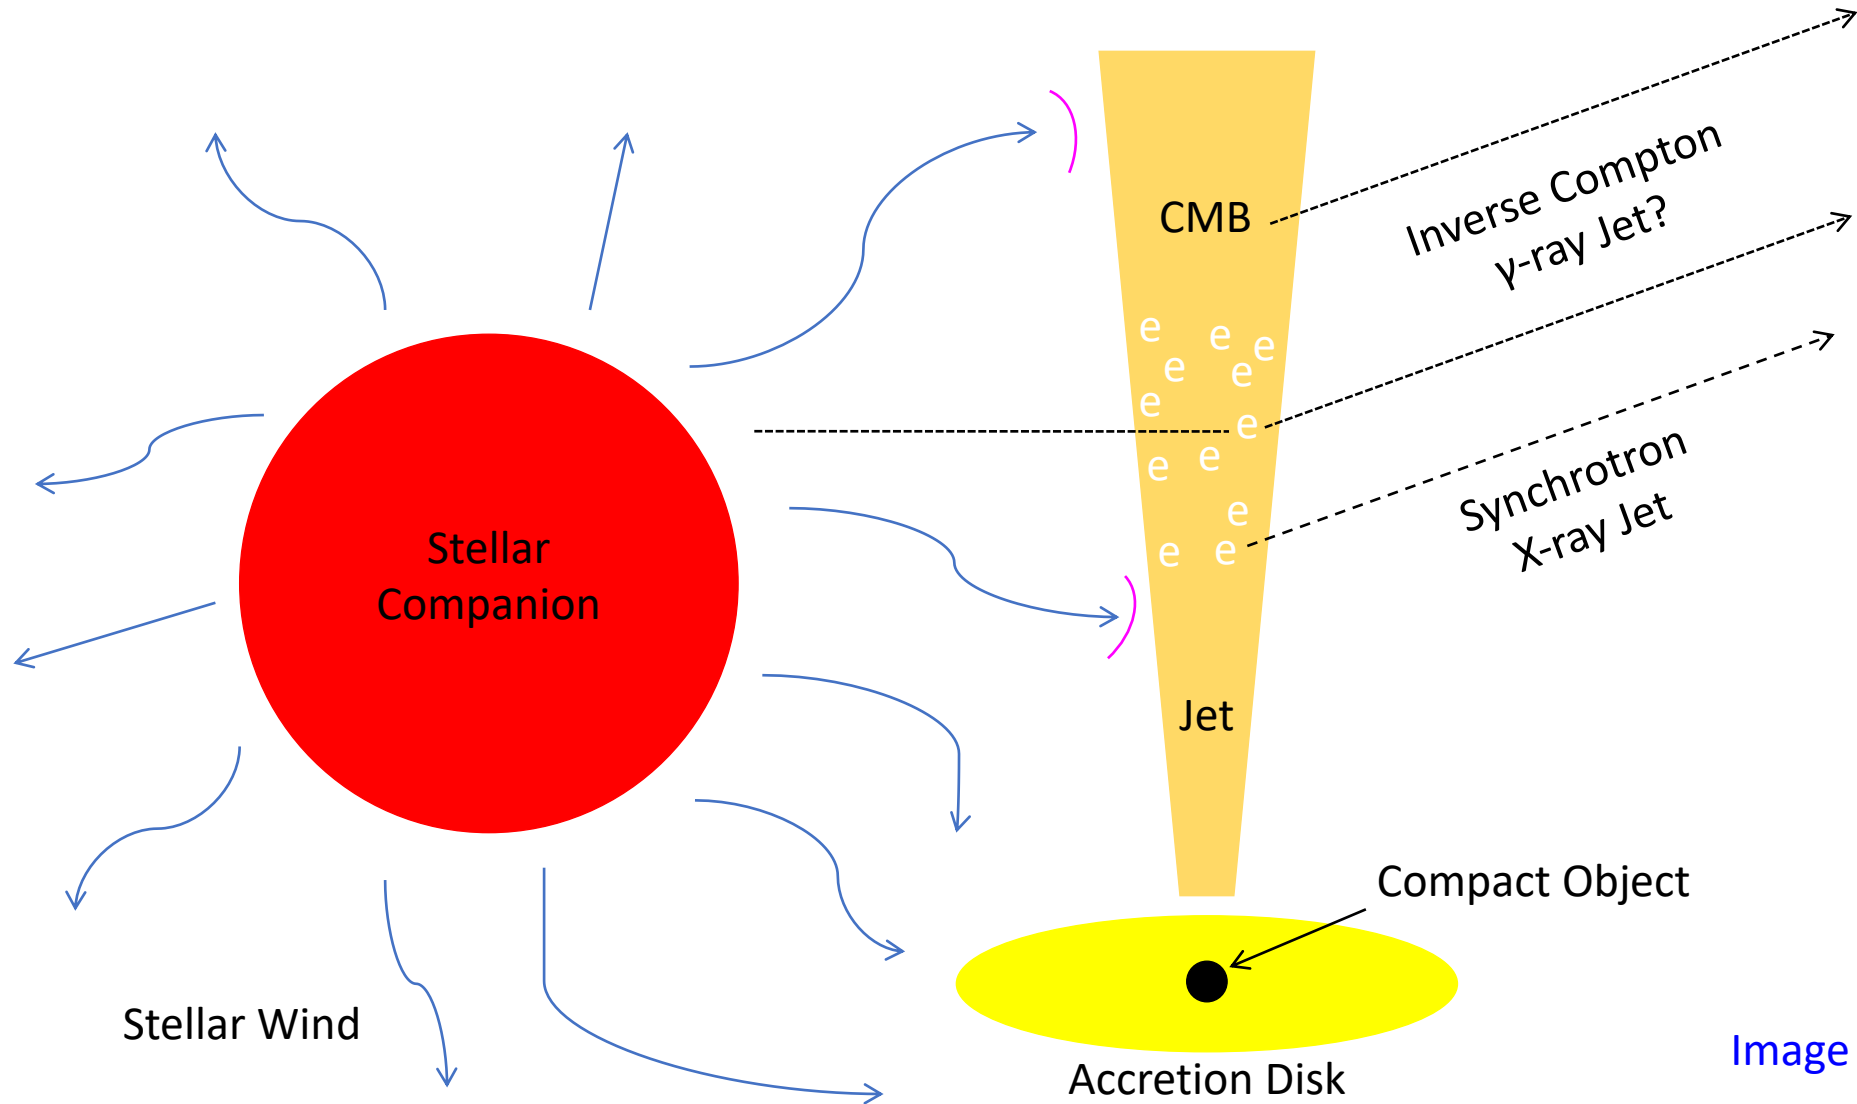 CMB
Inverse Compton
γ-ray Jet?
e
e
e
e
e
e
e
e
e
e
e
e
Synchrotron
X-ray Jet
Stellar
Companion
Jet
Compact Object
Stellar Wind
Accretion Disk
Image